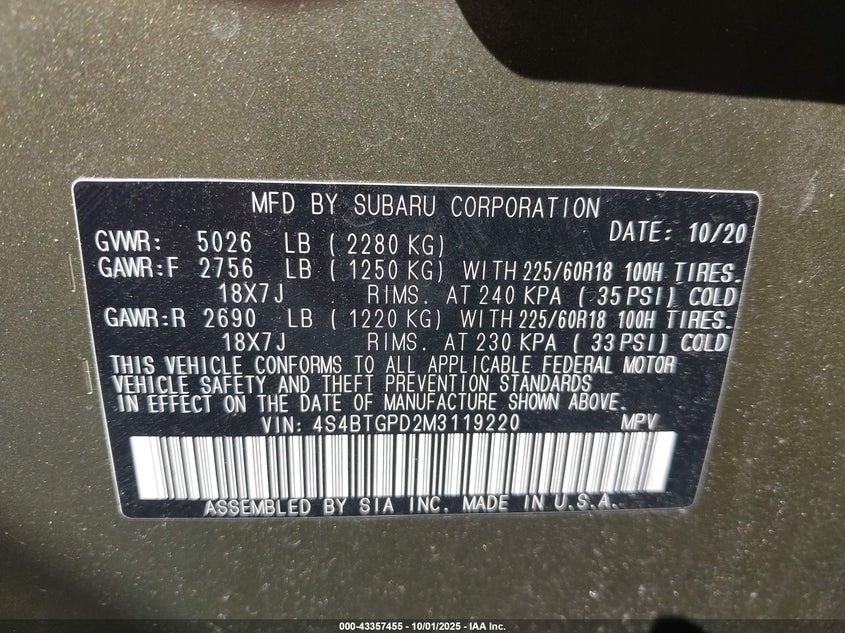 MFD BY SUBARU CORPORATION
DATE: 10/20
GVWR: 5026 LB ( 2280 KG)
GAWR:F 2756 LB ( 1250 KG) WITH 225/60R18 100H TIRES.
18X7J RIMS. AT 240 KPA ( 35PSI) COLD
GAWR:R 2690 LB ( 1220 KG) WITH 225/60R18 100H TIRES.
18X7J RIMS. AT 230 KPA ( 33PSI) COLD
THIS VEHICLE CONFORMS TO ALL APPLICABLE FEDERAL MOTOR
VEHICLE SAFETY AND THEFT PREVENTION STANDARDS
IN EFFECT ON THE DATE OF MANUFACTURE SHOWN ABOVE.
VIN: 4S4BTGPD2M3119220 MPV
ASSEMBLED BY SIA INC. MADE IN U.S.A.
000-43357455 - 10/01/2025 - IAA Inc.